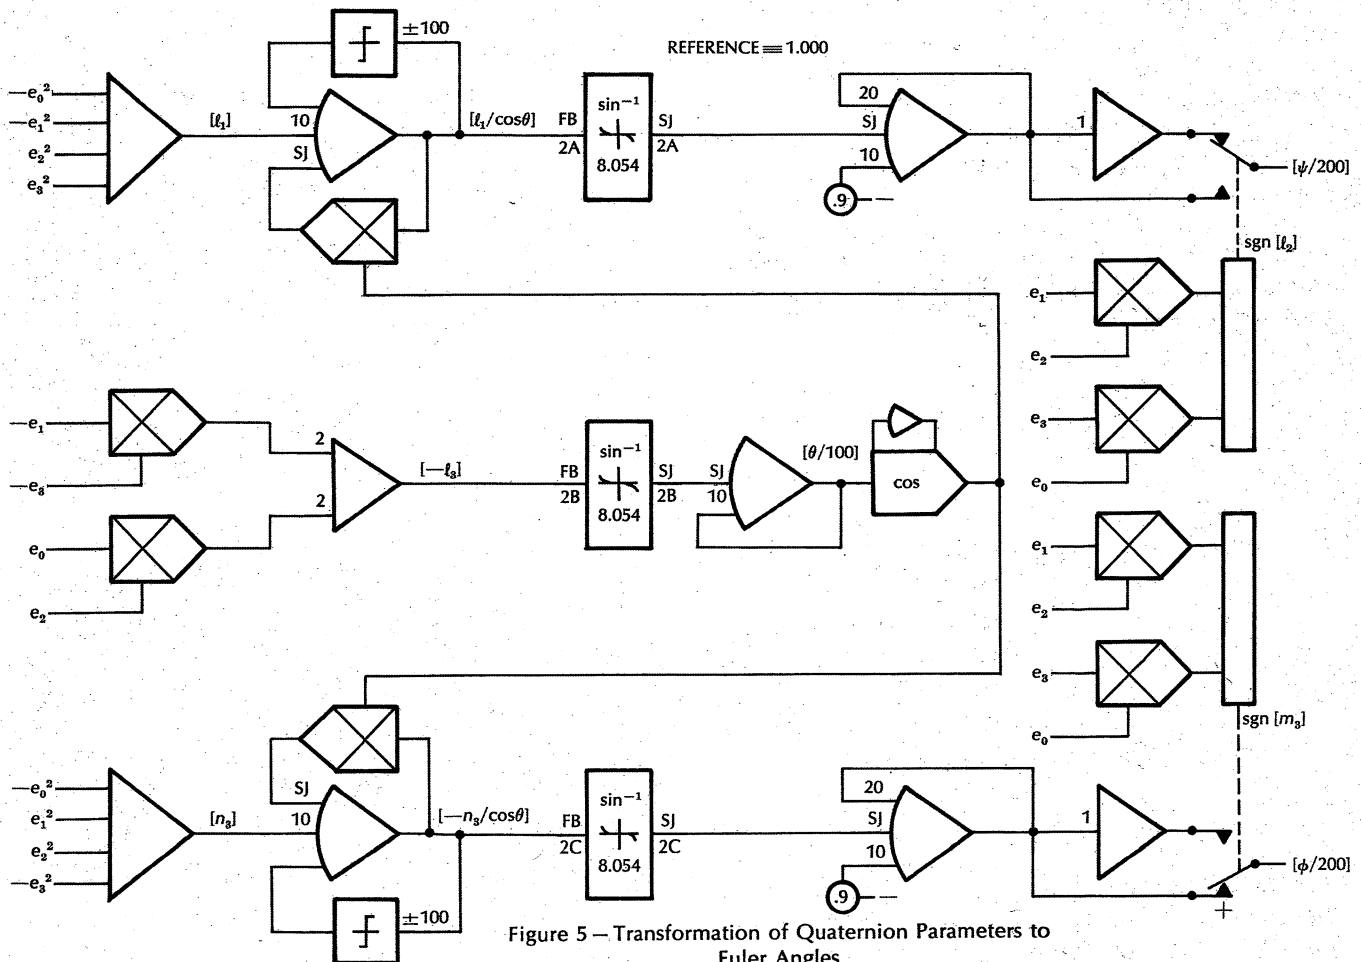 ±100
REFERENCE ≡ 1.000
—e₀²
—e₁²
e₂²
e₃²
[ℓ₁]
10
SJ
[ℓ₁/cosθ]
FB
2A
sin⁻¹
8.054
SJ
2A
20
SJ
10
.9
—
1
[ψ/200]
sgn [ℓ₂]
e₁
e₂
e₃
e₀
—e₁
—e₃
e₀
e₂
2
2
[—ℓ₃]
FB
2B
sin⁻¹
8.054
SJ
2B
SJ
10
[θ/100]
cos
e₁
e₂
e₃
e₀
sgn [m₃]
—e₀²
e₁²
e₂²
—e₃²
[n₃]
SJ
10
[—n₃/cosθ]
±100
FB
2C
sin⁻¹
8.054
SJ
2C
20
SJ
10
.9
—
1
[ϕ/200]
+
Figure 5 — Transformation of Quaternion Parameters to
Euler Angles